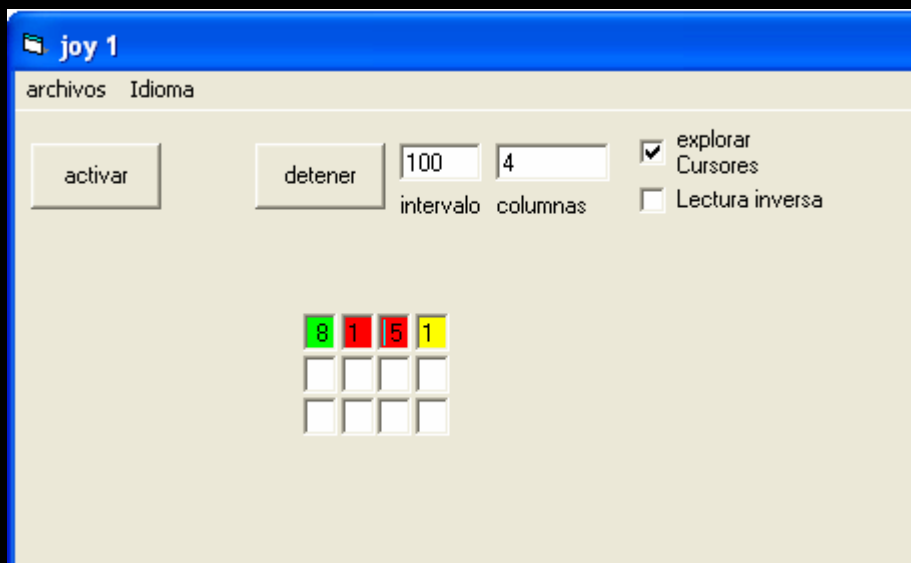 joy 1
archivos Idioma
activar
detener
100
4
intervalo columnas
explorar
Cursores
Lectura inversa
8 1 5 1